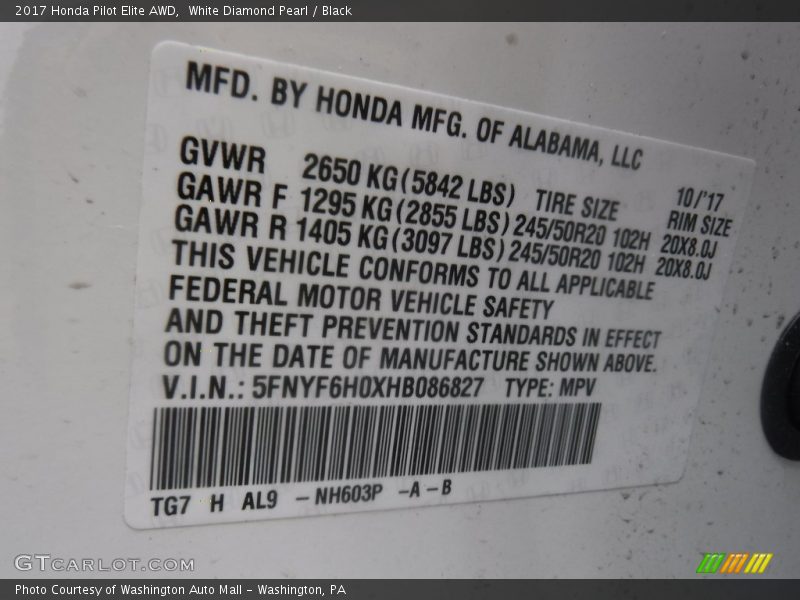 2017 Honda Pilot Elite AWD, White Diamond Pearl / Black
MFD. BY HONDA MFG. OF ALABAMA, LLC
10/'17
GVWR 2650 KG(5842 LBS) TIRE SIZE RIM SIZE
GAWR F 1295 KG(2855 LBS) 245/50R20 102H 20X8.0J
GAWR R 1405 KG(3097 LBS) 245/50R20 102H 20X8.0J
THIS VEHICLE CONFORMS TO ALL APPLICABLE
FEDERAL MOTOR VEHICLE SAFETY
AND THEFT PREVENTION STANDARDS IN EFFECT
ON THE DATE OF MANUFACTURE SHOWN ABOVE.
V.I.N.: 5FNYF6H0XHB086827 TYPE: MPV
TG7 H AL9 – NH603P –A –B
GTCARLOT.COM
Photo Courtesy of Washington Auto Mall – Washington, PA